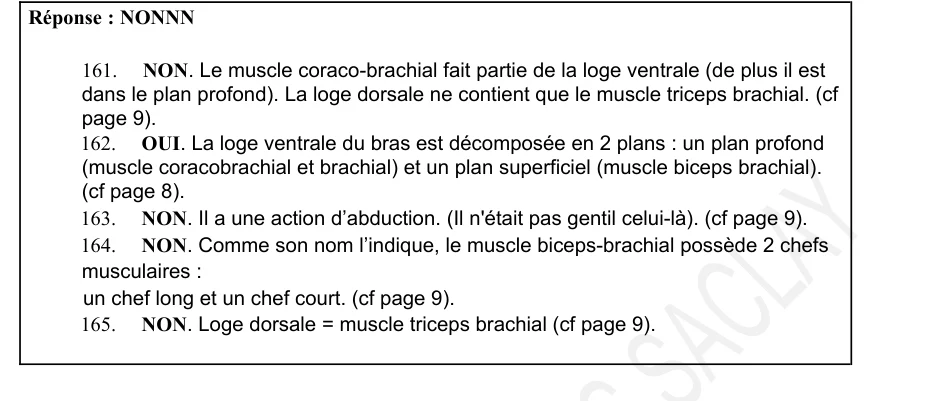 Réponse : NONNN
161. NON. Le muscle coraco-brachial fait partie de la loge ventrale (de plus il est
dans le plan profond). La loge dorsale ne contient que le muscle triceps brachial. (cf
page 9).
162. OUI. La loge ventrale du bras est décomposée en 2 plans : un plan profond
(muscle coracobrachial et brachial) et un plan superficiel (muscle biceps brachial).
(cf page 8).
163. NON. Il a une action d’abduction. (Il n'était pas gentil celui-là). (cf page 9).
164. NON. Comme son nom l’indique, le muscle biceps-brachial possède 2 chefs
musculaires :
un chef long et un chef court. (cf page 9).
165. NON. Loge dorsale = muscle triceps brachial (cf page 9).
SACLAY